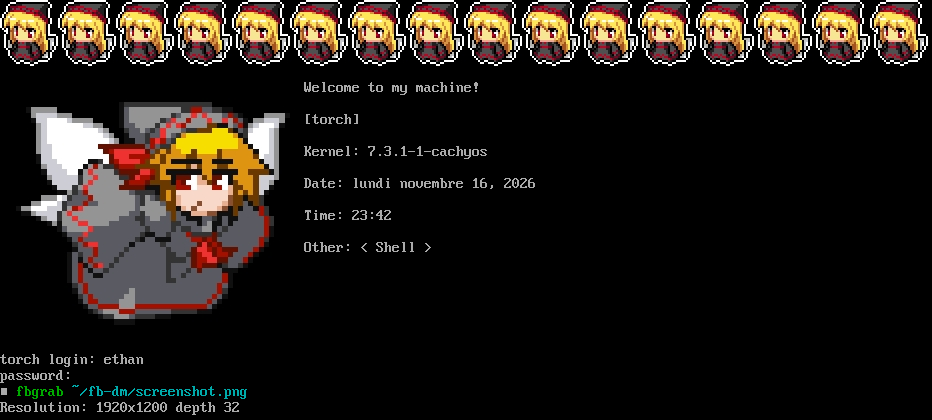 Welcome to my machine!
[torch]
Kernel: 7.3.1-1-cachyos
Date: lundi novembre 16, 2026
Time: 23:42
Other: < Shell >
torch login: ethan
password:
■ fbgrab ~/fb-dm/screenshot.png
Resolution: 1920x1200 depth 32